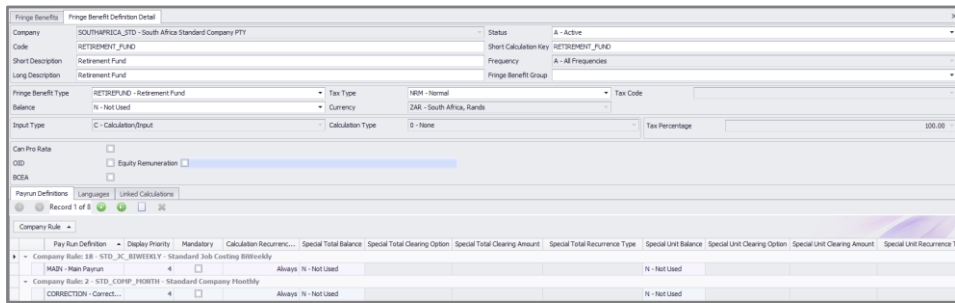 Fringe Benefits Fringe Benefit Definition Detail
Company SOUTHAFRICA_STD - South Africa Standard Company PTY Status A - Active
Code RETIREMENT_FUND Short Calculation Key RETIREMENT_FUND
Short Description Retirement Fund Frequency A - All Frequencies
Long Description Retirement Fund Fringe Benefit Group
Fringe Benefit Type RETIREFUND - Retirement Fund Tax Type NRM - Normal Tax Code
Balance N - Not Used Currency ZAR - South Africa, Rands
Input Type C - Calculation/Input Calculation Type 0 - None Tax Percentage 100.00
Can Pro Rata
OID Equity Remuneration
BCEA
Payrun Definitions Languages Linked Calculations
Record 1 of 8
Company Rule
Pay Run Definition Display Priority Mandatory Calculation Recurrenc... Special Total Balance Special Total Clearing Option Special Total Clearing Amount Special Total Recurrence Type Special Unit Balance Special Unit Clearing Option Special Unit Clearing Amount Special Unit Recurrence T
Company Rule: 18 - STD_JC_BIWEEKLY - Standard Job Costing BiWeekly
MAIN - Main Payrun 4 Always N - Not Used N - Not Used
Company Rule: 2 - STD_COMP_MONTH - Standard Company Monthly
CORRECTION - Correct... 4 Always N - Not Used N - Not Used